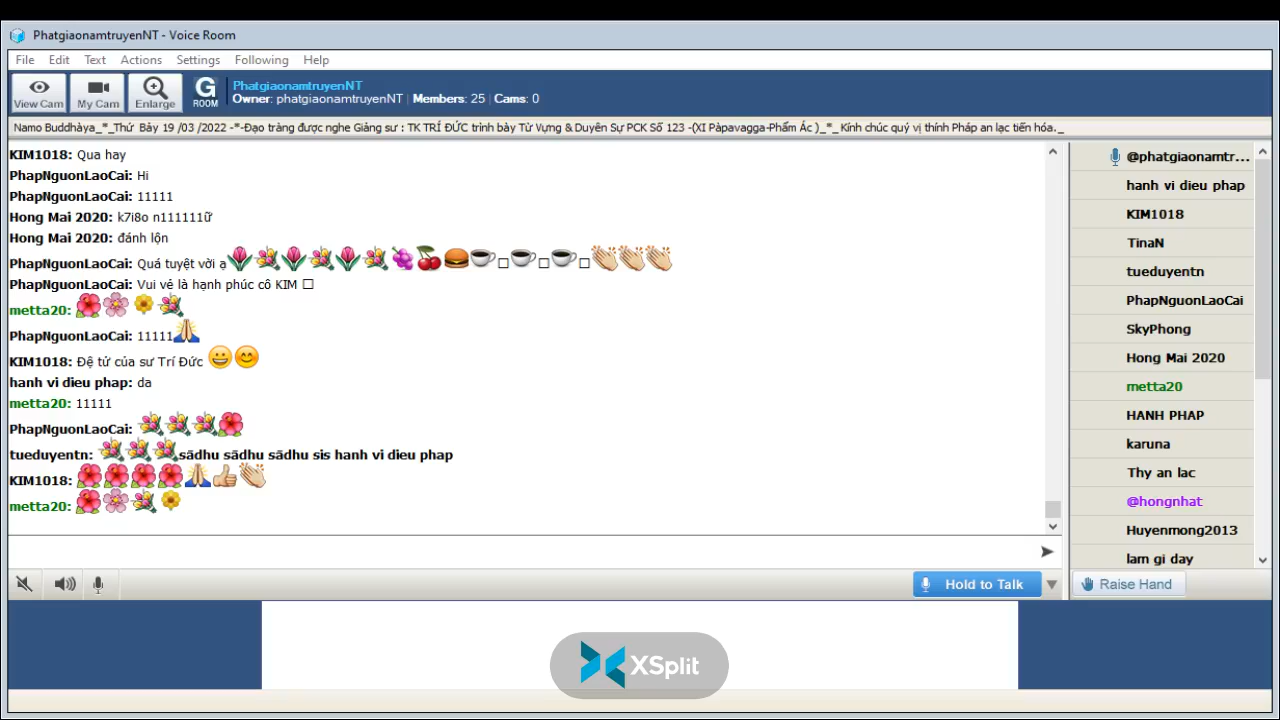 PhatgiaonamtruyenNT - Voice Room
File Edit Text Actions Settings Following Help
View Cam My Cam Enlarge G ROOM
PhatgiaonamtruyenNT
Owner: phatgiaonamtruyenNT | Members: 25 | Cams: 0
Namo Buddhàya_*_Thứ Bảy 19 /03 /2022 -*-Đạo tràng được nghe Giảng sư : TK TRÍ ĐỨC trình bày Từ Vựng & Duyên Sự PCK Số 123 -(XI Pàpavagga-Phẩm Ác )_*_ Kính chúc quý vị thính Pháp an lạc tiến hóa._
KIM1018: Qua hay
PhapNguonLaoCai: Hi
PhapNguonLaoCai: 11111
Hong Mai 2020: k7i8o n111111ữ
Hong Mai 2020: đánh lộn
PhapNguonLaoCai: Quá tuyệt vời ạ🌷💐🌷💐🌷💐🍇🍒🍔☕□☕□☕□👏👏👏
PhapNguonLaoCai: Vui vẻ là hạnh phúc cô KIM □
metta20: 🌺🌸🌼💐
PhapNguonLaoCai: 11111🙏
KIM1018: Đệ tử của sư Trí Đức 😀😊
hanh vi dieu phap: da
metta20: 11111
PhapNguonLaoCai: 💐💐💐🌺
tueduyentn: 💐💐💐sādhu sādhu sādhu sis hanh vi dieu phap
KIM1018: 🌺🌺🌺🌺🙏👍👏
metta20: 🌺🌸💐🌼
@phatgiaonamtr...
hanh vi dieu phap
KIM1018
TinaN
tueduyentn
PhapNguonLaoCai
SkyPhong
Hong Mai 2020
metta20
HANH PHAP
karuna
Thy an lac
@hongnhat
Huyenmong2013
lam gi day
Hold to Talk
Raise Hand
XSplit